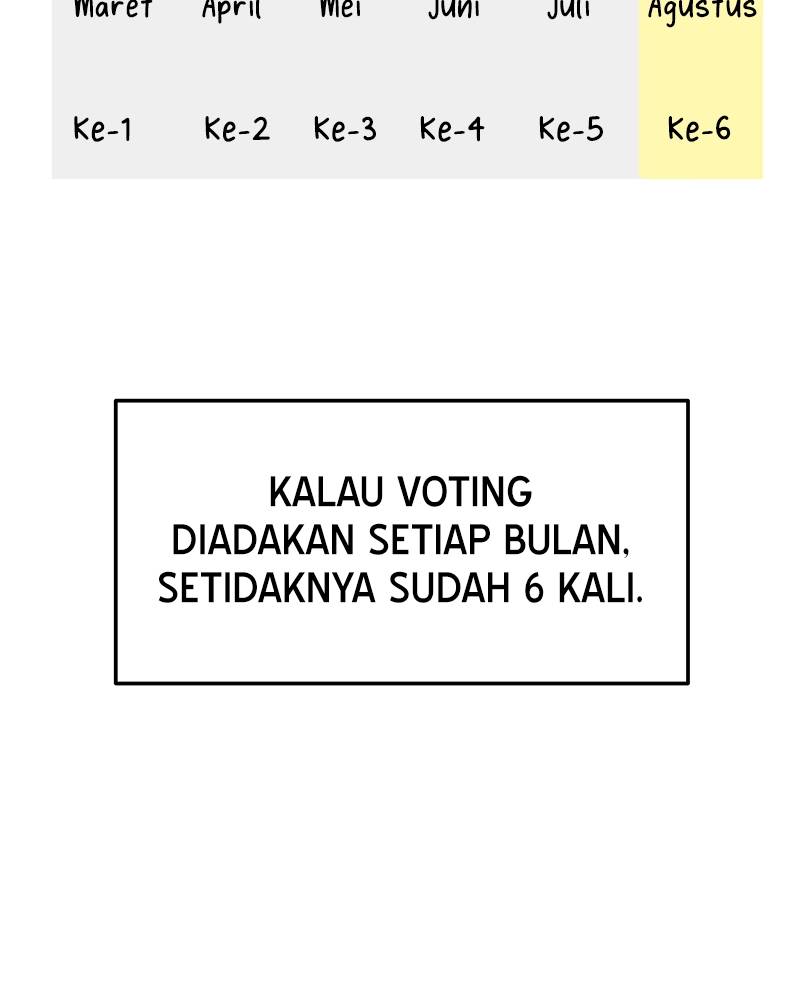 Maret April Mei Juni Juli Agustus
Ke-1 Ke-2 Ke-3 Ke-4 Ke-5 Ke-6
KALAU VOTING
DIADAKAN SETIAP BULAN,
SETIDAKNYA SUDAH 6 KALI.